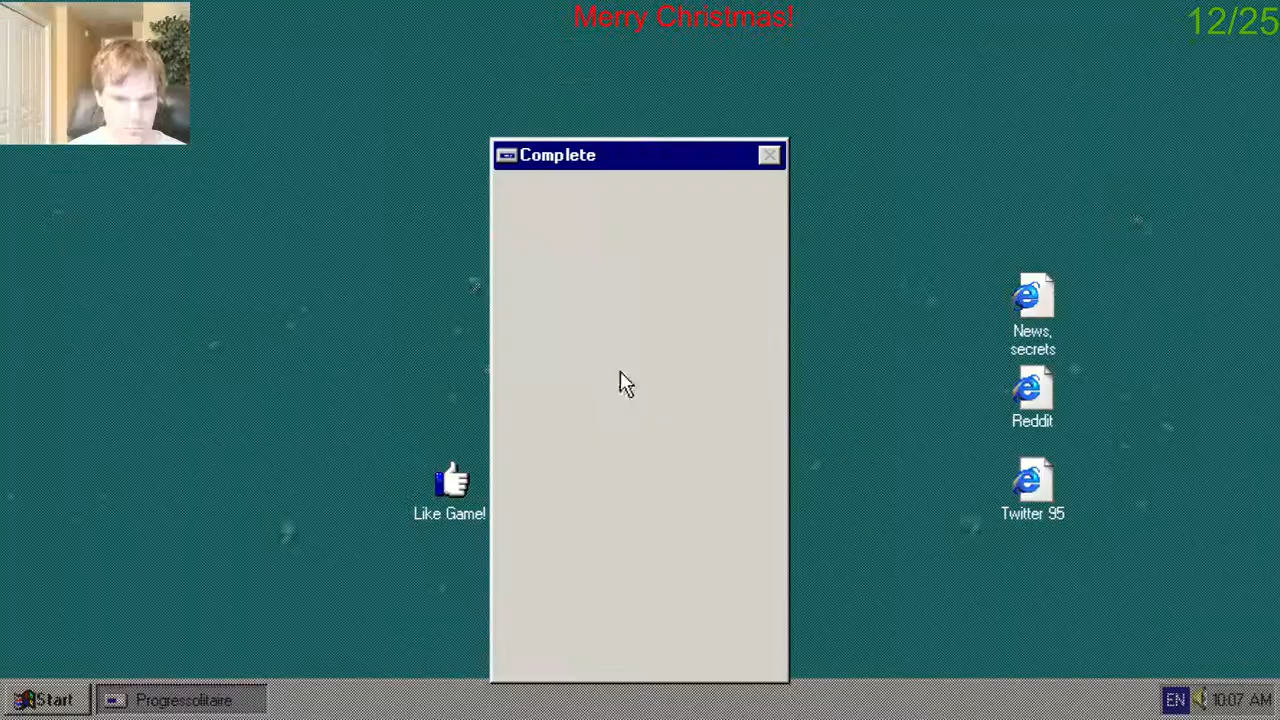 Merry Christmas!
12/25
Complete
News,
secrets
Reddit
Like Game!
Twitter 95
Start
Progressolitaire
EN
10:07 AM